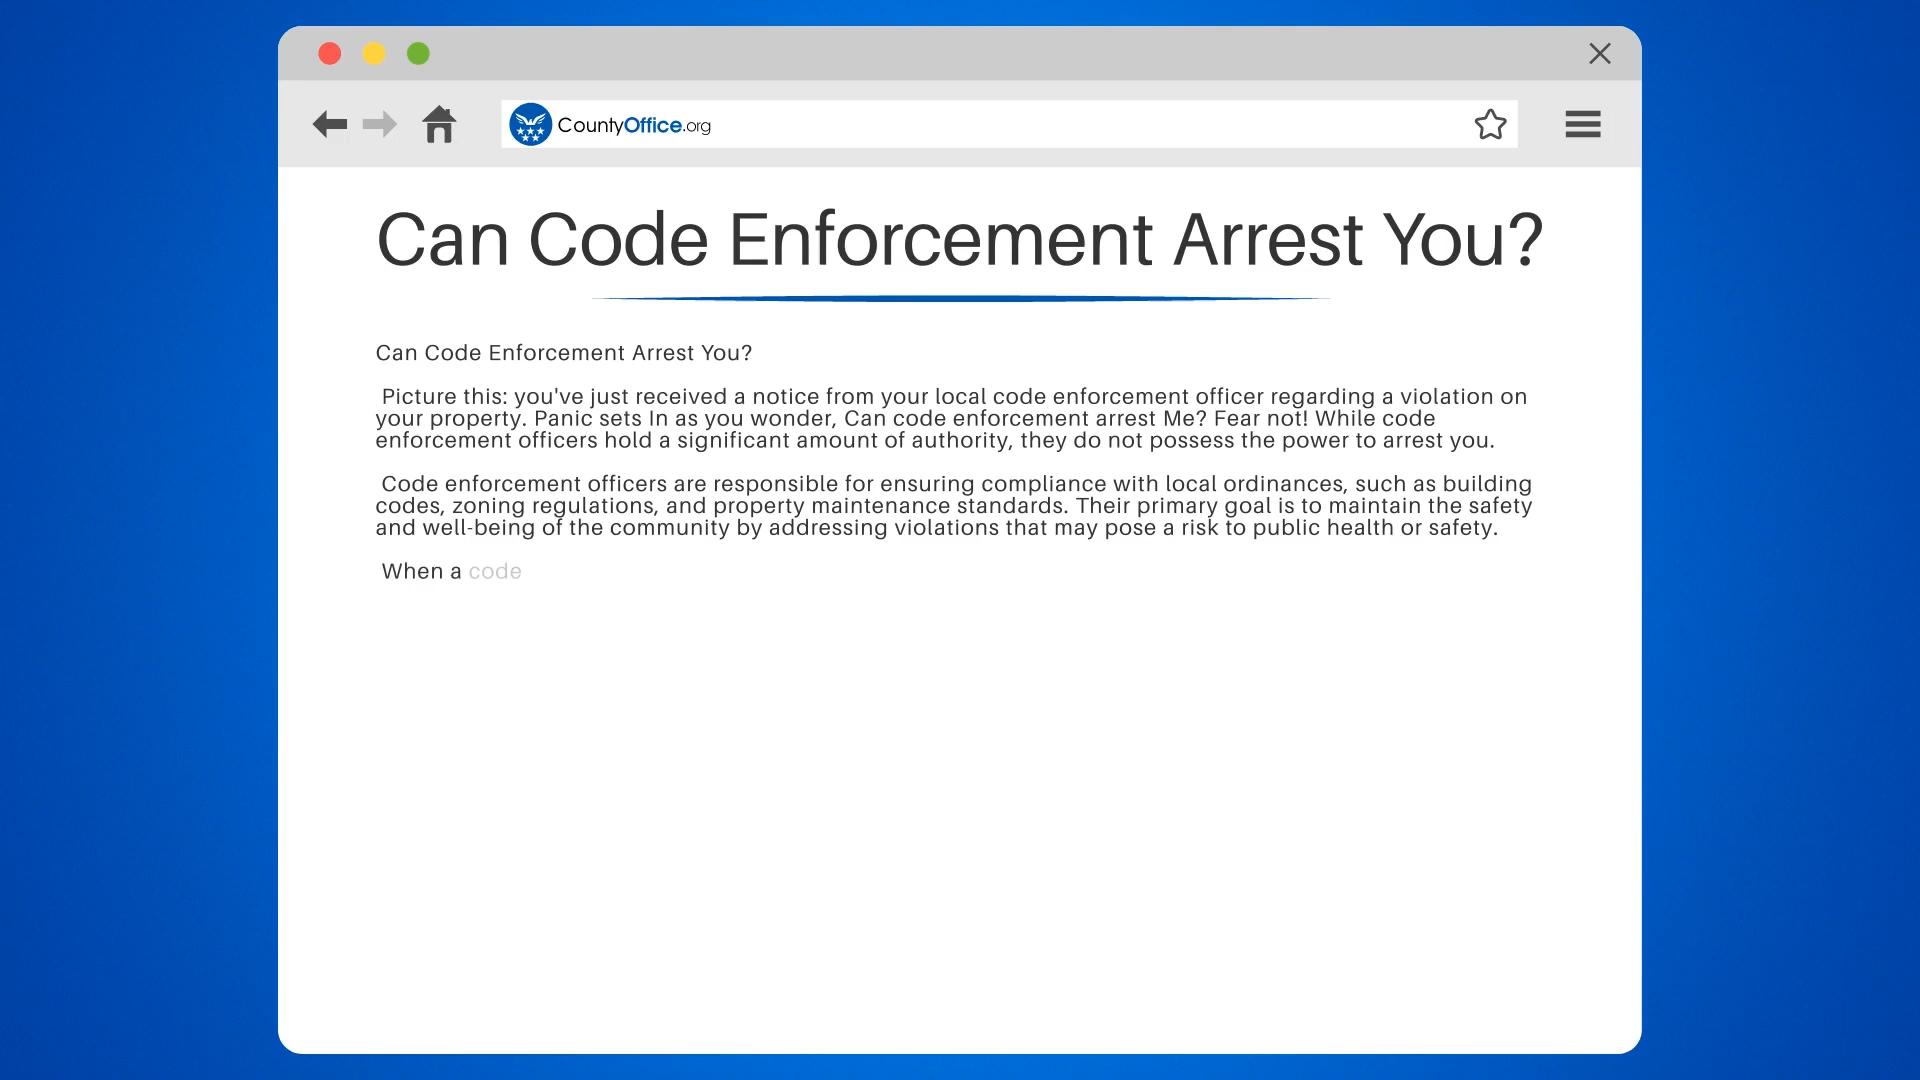 CountyOffice.org
Can Code Enforcement Arrest You?
Can Code Enforcement Arrest You?
Picture this: you've just received a notice from your local code enforcement officer regarding a violation on
your property. Panic sets In as you wonder, Can code enforcement arrest Me? Fear not! While code
enforcement officers hold a significant amount of authority, they do not possess the power to arrest you.
Code enforcement officers are responsible for ensuring compliance with local ordinances, such as building
codes, zoning regulations, and property maintenance standards. Their primary goal is to maintain the safety
and well-being of the community by addressing violations that may pose a risk to public health or safety.
When a code